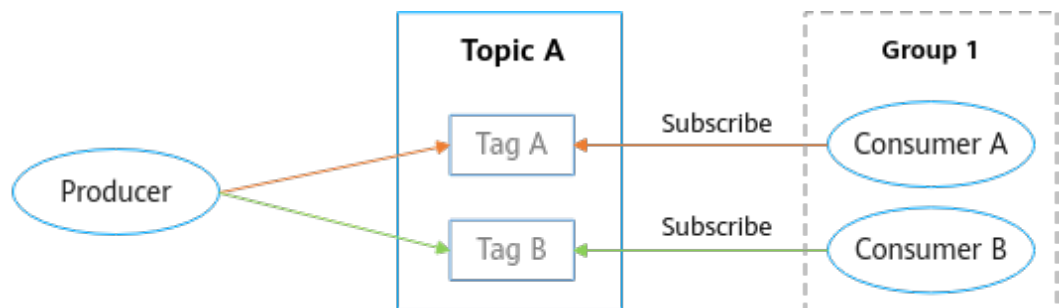 Topic A
Group 1
Subscribe
Tag A
Consumer A
Producer
Subscribe
Tag B
Consumer B